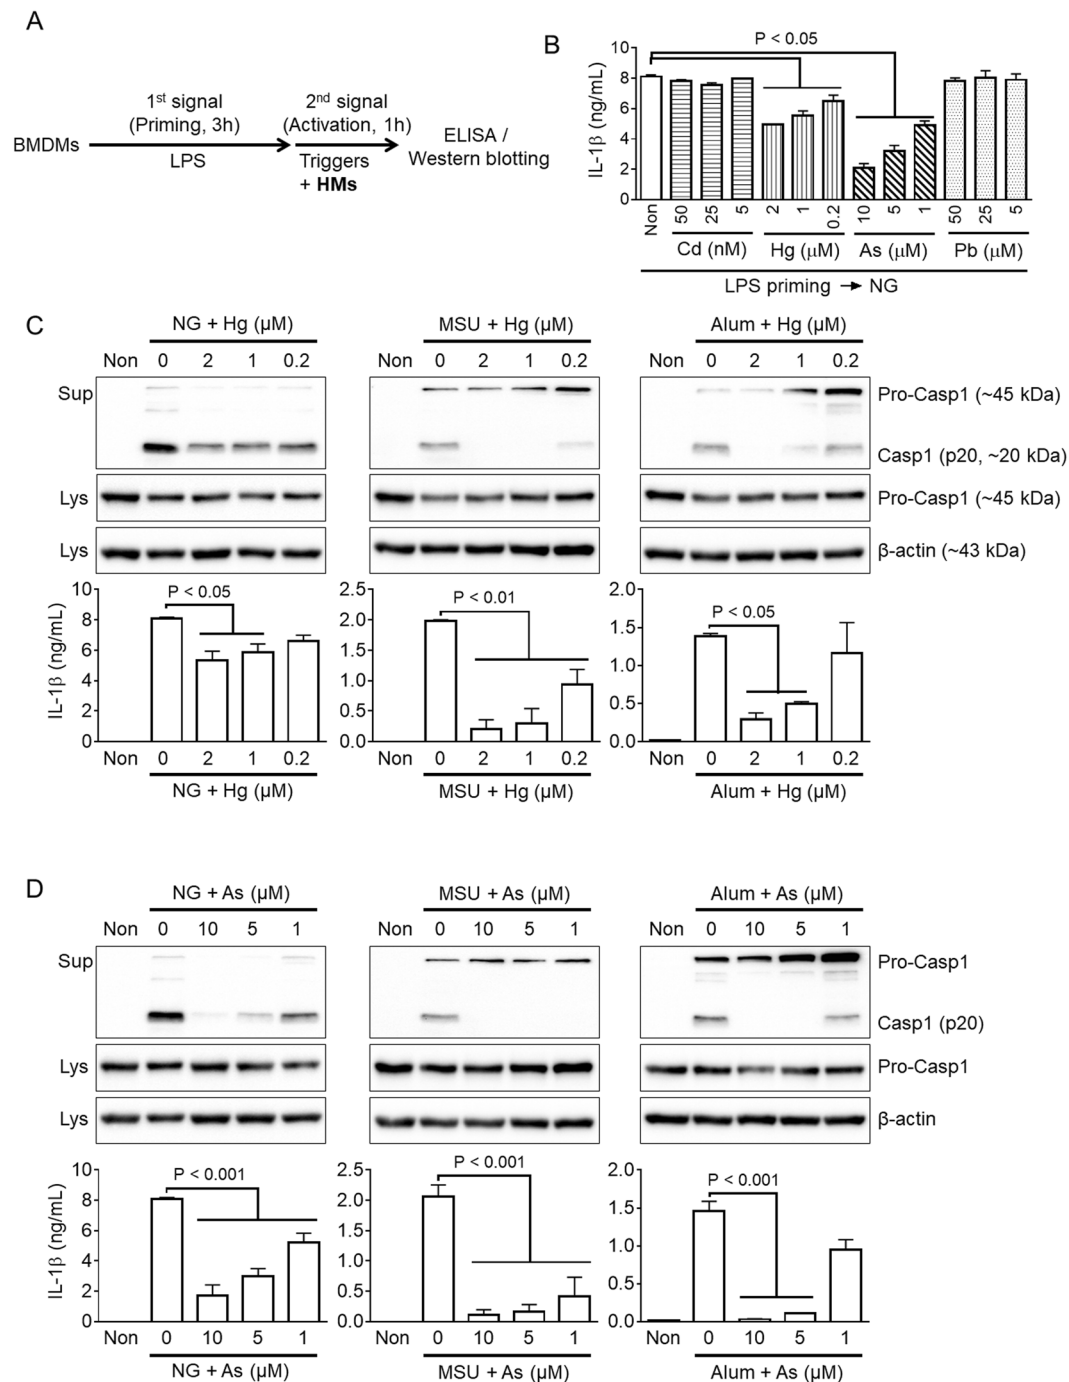 A
1st signal
(Priming, 3h)
2nd signal
(Activation, 1h)
BMDMs
LPS
Triggers
+ HMs
ELISA /
Western blotting
B
P < 0.05
IL-1β (ng/mL)
10
8
6
4
2
0
Non 50 25 5 2 1 0.2 10 5 1 50 25 5
Cd (nM) Hg (μM) As (μM) Pb (μM)
LPS priming → NG
C
NG + Hg (μM) MSU + Hg (μM) Alum + Hg (μM)
Non 0 2 1 0.2 Non 0 2 1 0.2 Non 0 2 1 0.2
Sup Pro-Casp1 (~45 kDa)
Casp1 (p20, ~20 kDa)
Lys Pro-Casp1 (~45 kDa)
Lys β-actin (~43 kDa)
IL-1β (ng/mL)
10
8
6
4
2
0
P < 0.05
Non 0 2 1 0.2
NG + Hg (μM)
2.5
2.0
1.5
1.0
0.5
0.0
P < 0.01
Non 0 2 1 0.2
MSU + Hg (μM)
2.0
1.5
1.0
0.5
0.0
P < 0.05
Non 0 2 1 0.2
Alum + Hg (μM)
D
NG + As (μM) MSU + As (μM) Alum + As (μM)
Non 0 10 5 1 Non 0 10 5 1 Non 0 10 5 1
Sup Pro-Casp1
Casp1 (p20)
Lys Pro-Casp1
Lys β-actin
IL-1β (ng/mL)
10
8
6
4
2
0
P < 0.001
Non 0 10 5 1
NG + As (μM)
2.5
2.0
1.5
1.0
0.5
0.0
P < 0.001
Non 0 10 5 1
MSU + As (μM)
2.0
1.5
1.0
0.5
0.0
P < 0.001
Non 0 10 5 1
Alum + As (μM)